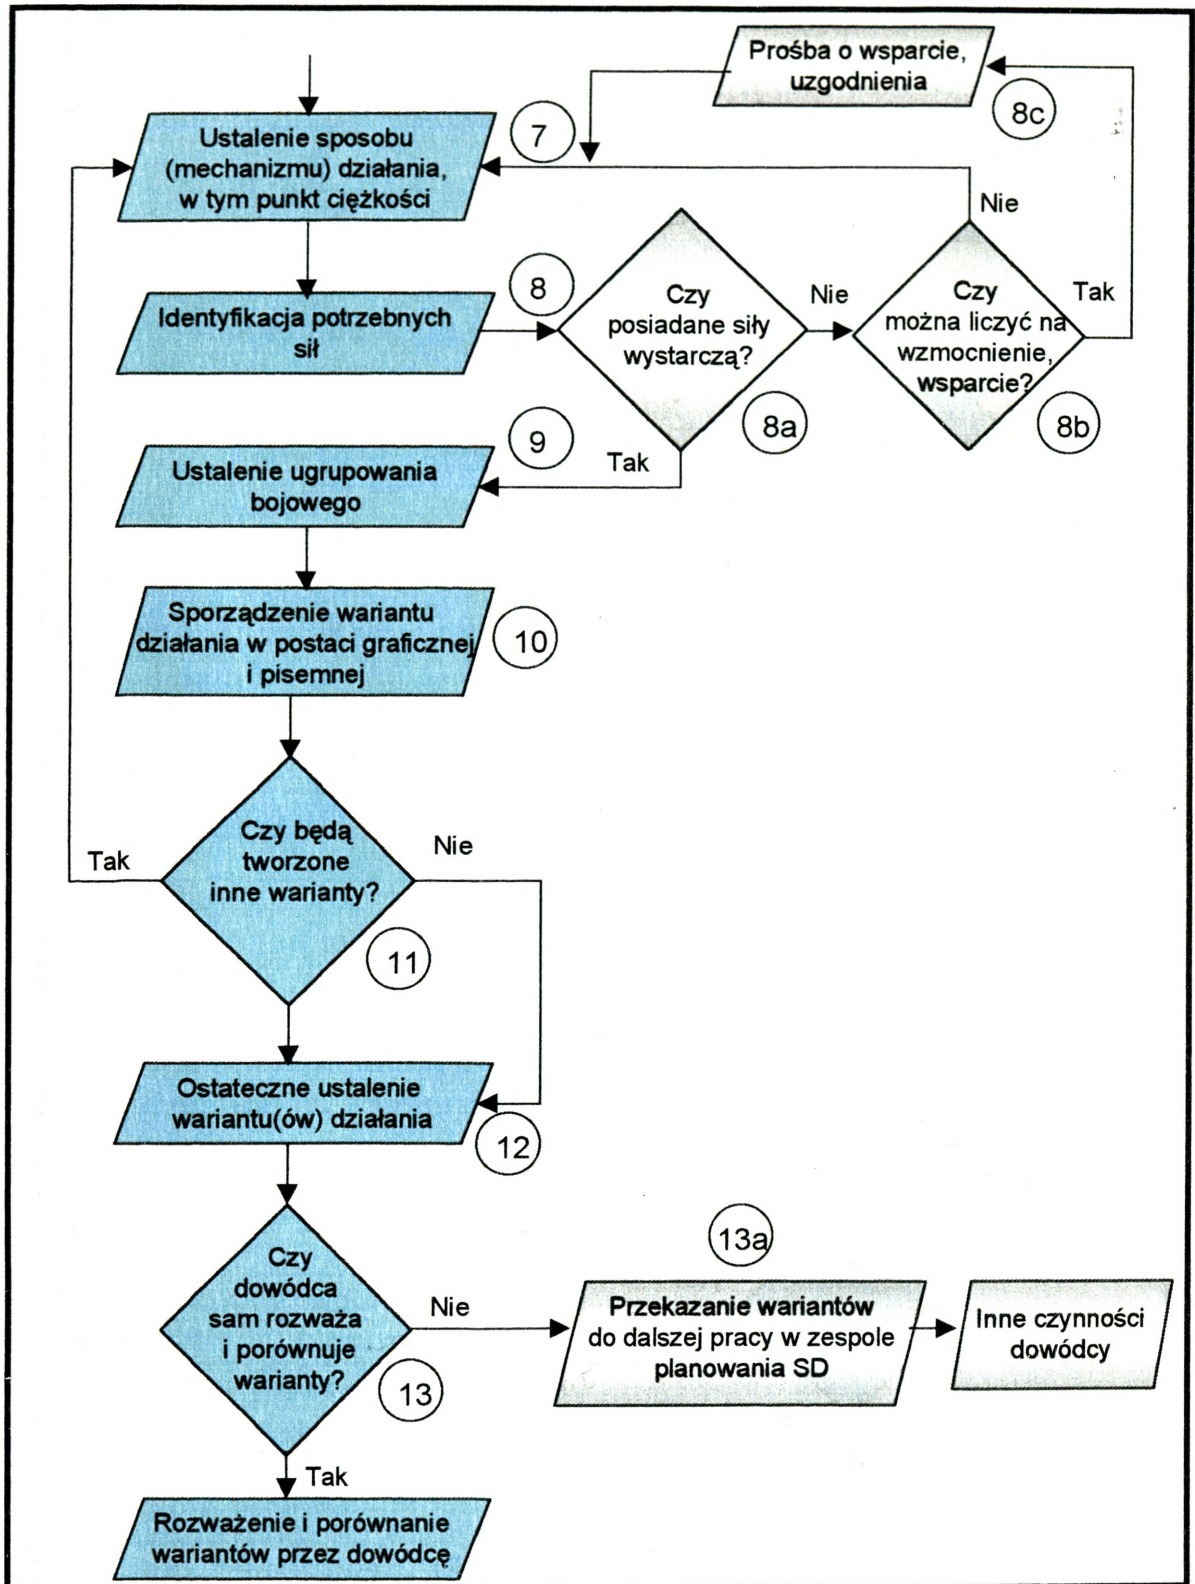 Prośba o wsparcie,
uzgodnienia
8c
7
Ustalenie sposobu
(mechanizmu) działania,
w tym punkt ciężkości
Nie
8
Identyfikacja potrzebnych
sił
Czy
posiadane siły
wystarczą?
Nie
8a
Czy
można liczyć na
wzmocnienie,
wsparcie?
Tak
8b
9
Tak
Ustalenie ugrupowania
bojowego
Sporządzenie wariantu
działania w postaci graficznej
i pisemnej
10
Czy będą
tworzone
inne warianty?
Tak
Nie
11
Ostateczne ustalenie
wariantu(ów) działania
12
Czy
dowódca
sam rozważa
i porównuje
warianty?
Nie
13
13a
Przekazanie wariantów
do dalszej pracy w zespole
planowania SD
Inne czynności
dowódcy
Tak
Rozważenie i porównanie
wariantów przez dowódcę